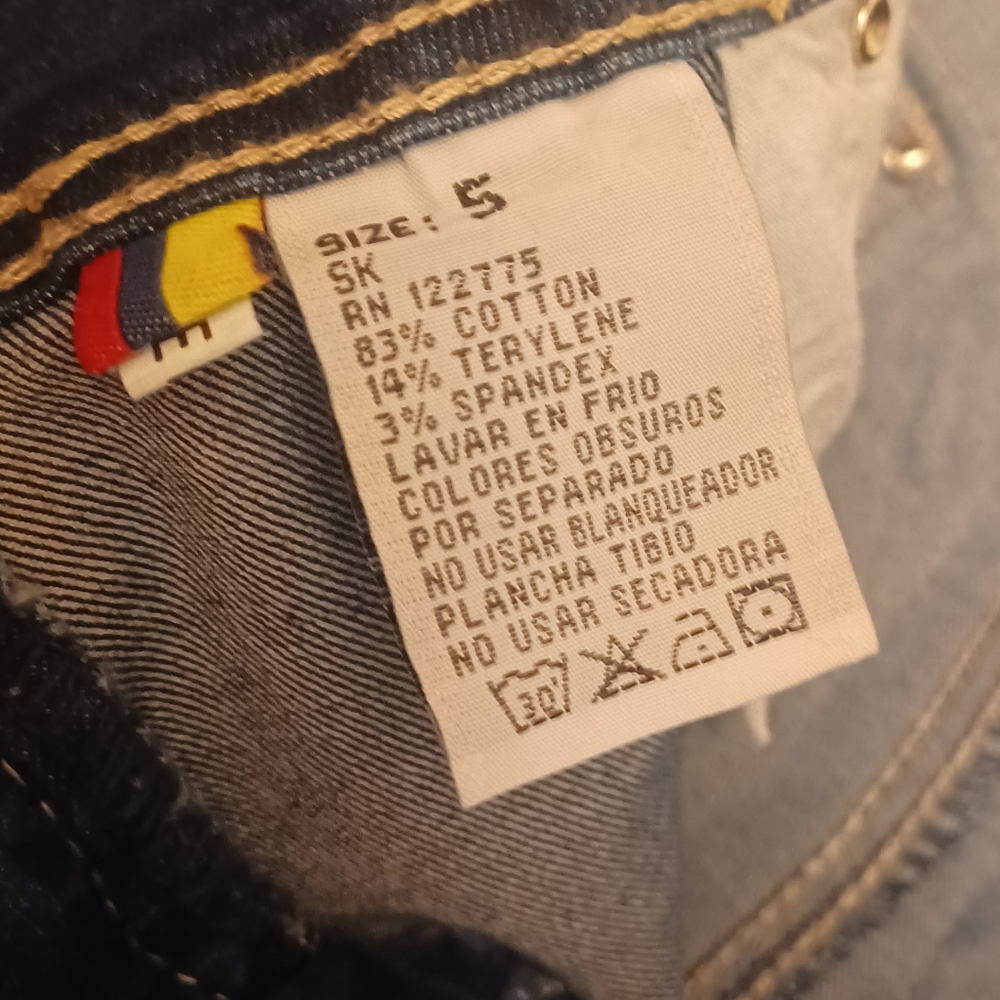 SIZE: 5
SK
RN 122775
83% COTTON
14% TERYLENE
3% SPANDEX
LAVAR EN FRIO
COLORES OBSUROS
POR SEPARADO
NO USAR BLANQUEADOR
PLANCHA TIBIO
NO USAR SECADORA
30
E